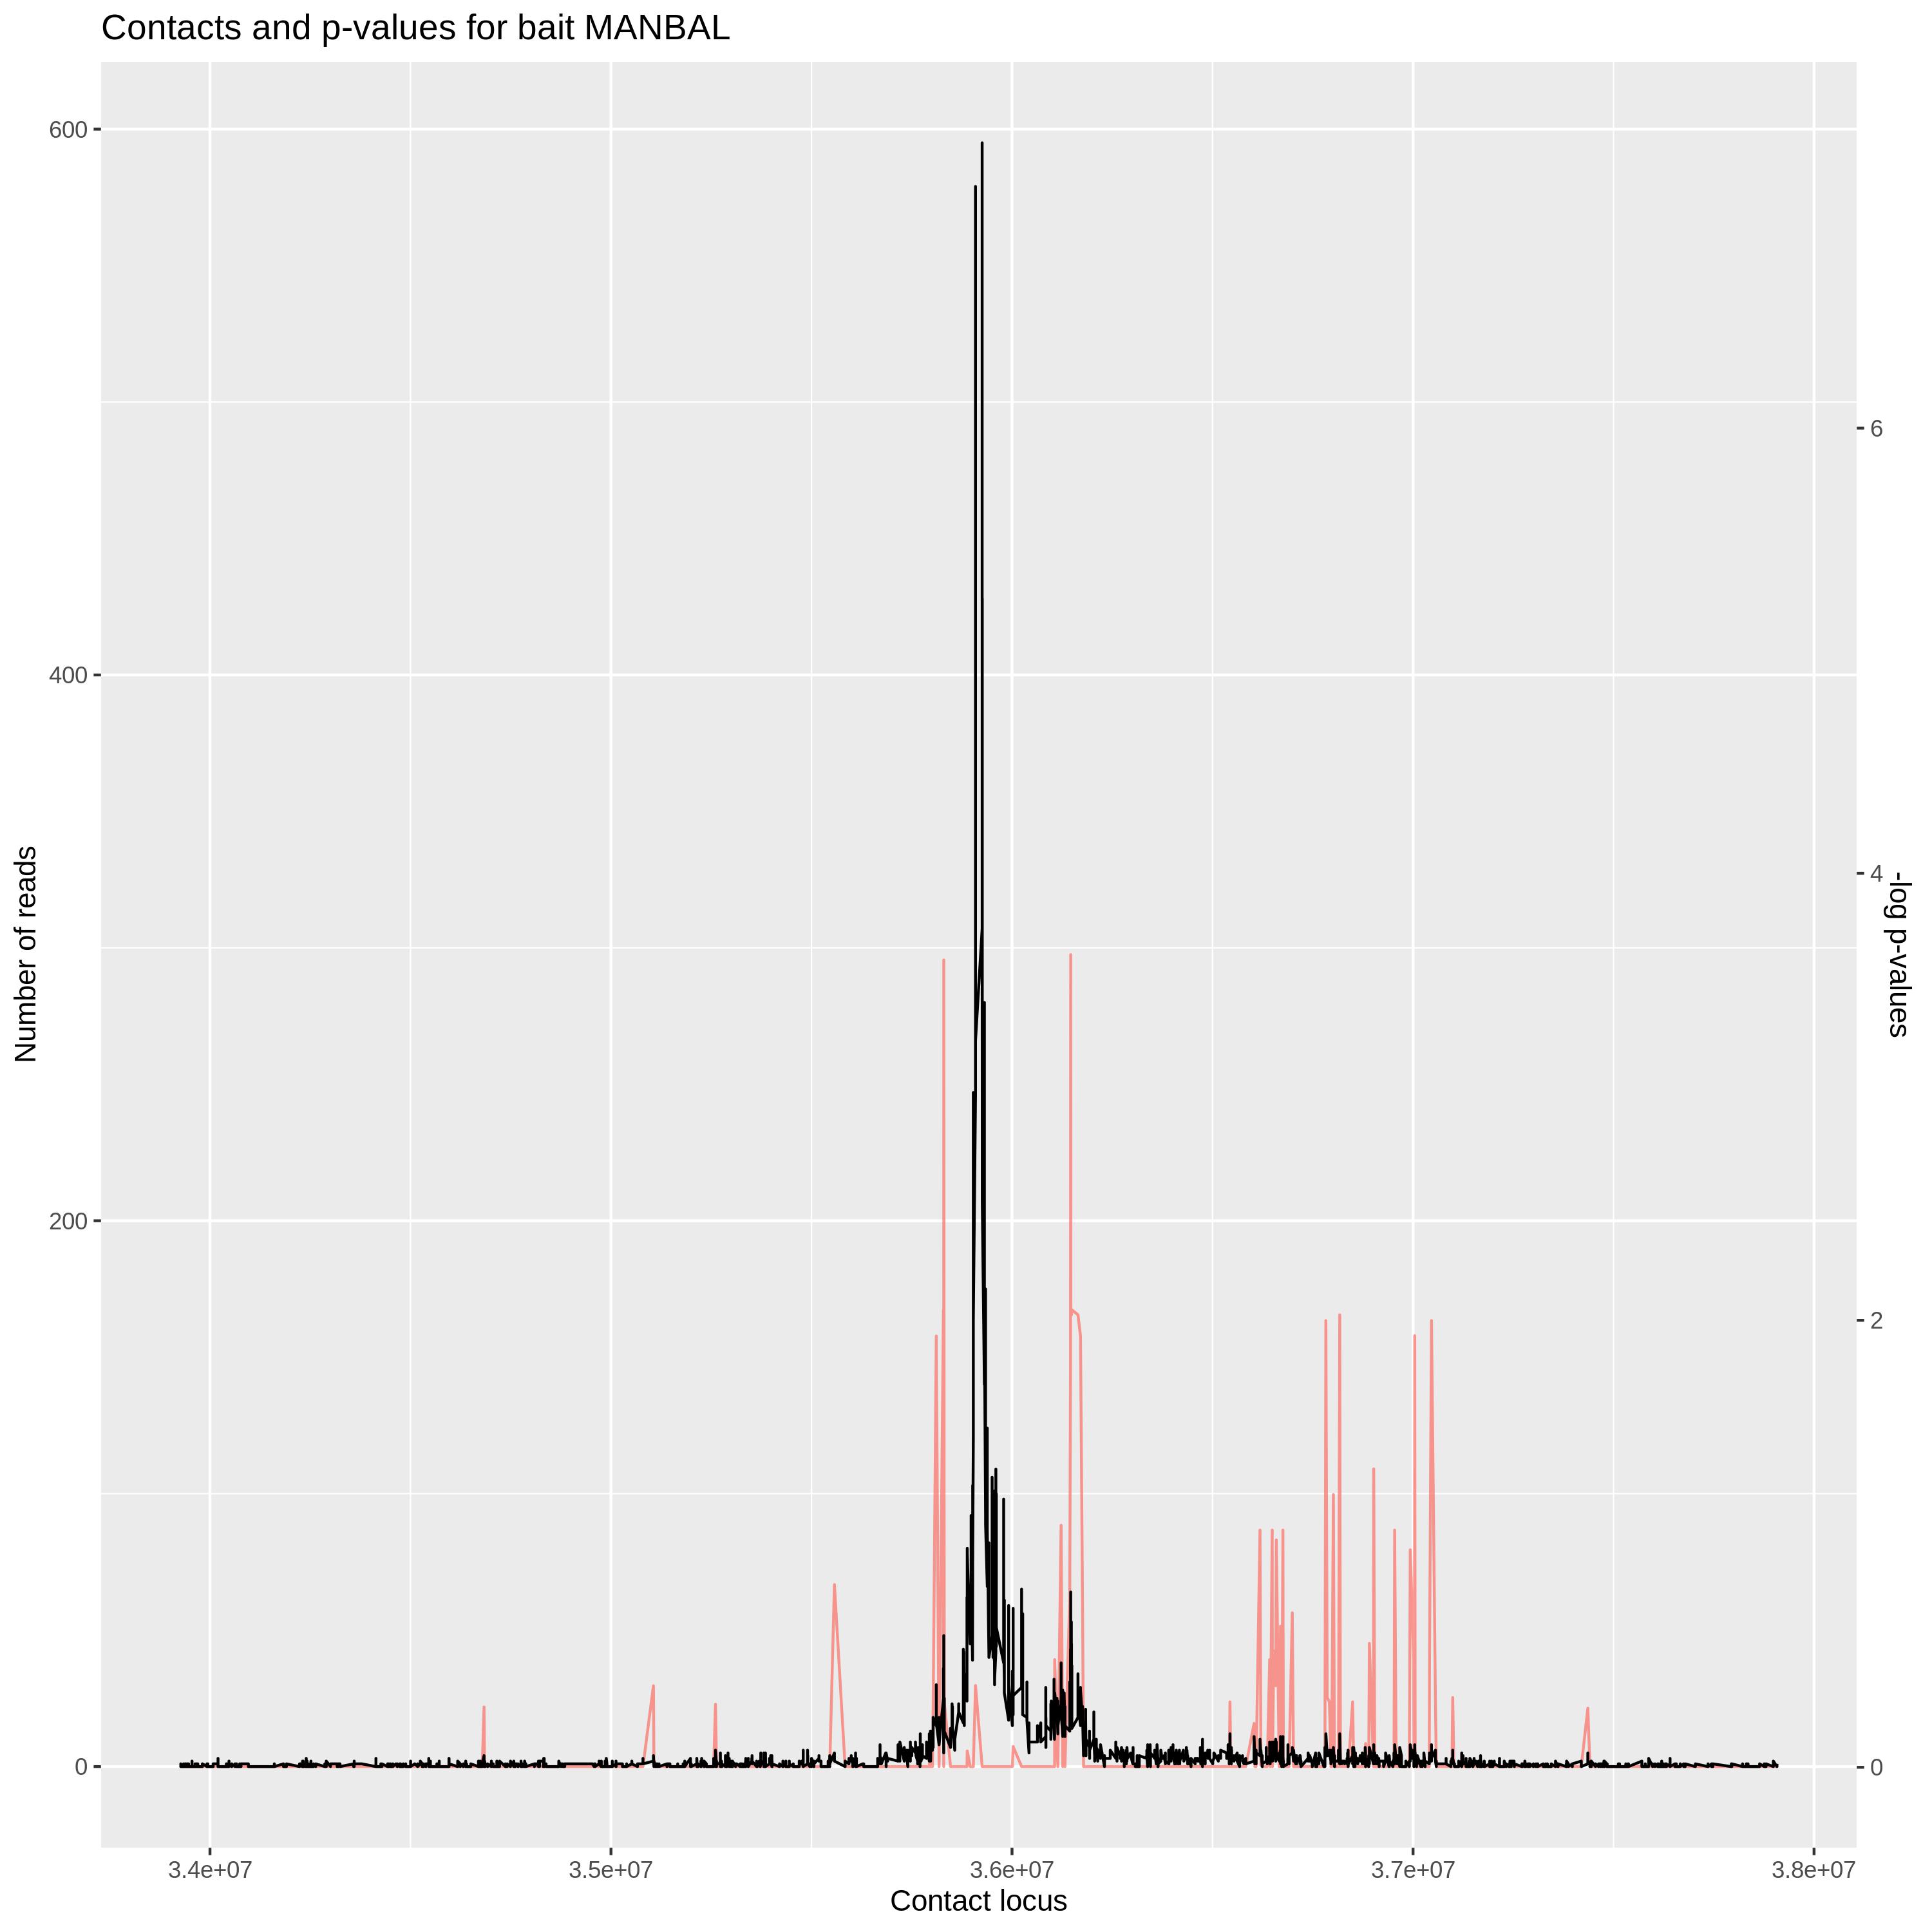 Contacts and p-values for bait MANBAL
600
400
200
0
Number of reads
6
4
2
0
-log p-values
3.4e+07
3.5e+07
3.6e+07
3.7e+07
3.8e+07
Contact locus